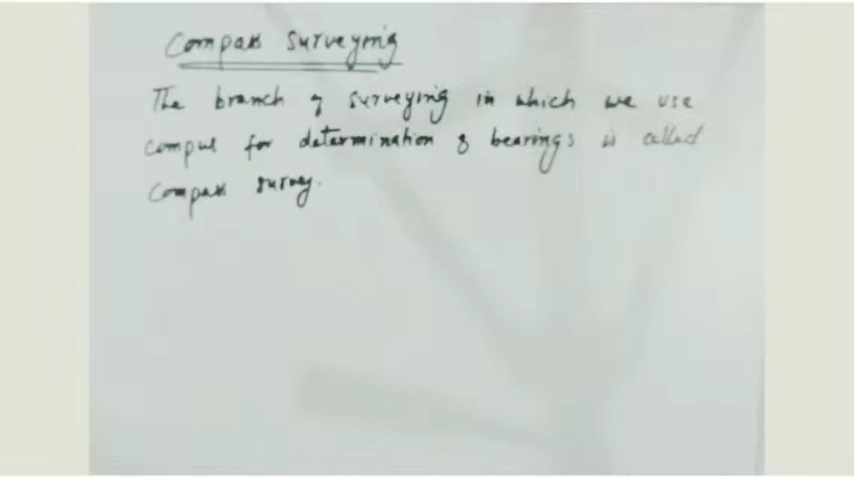 Compass surveying
The branch of surveying in which we use
compass for determination of bearings is called
compass survey.